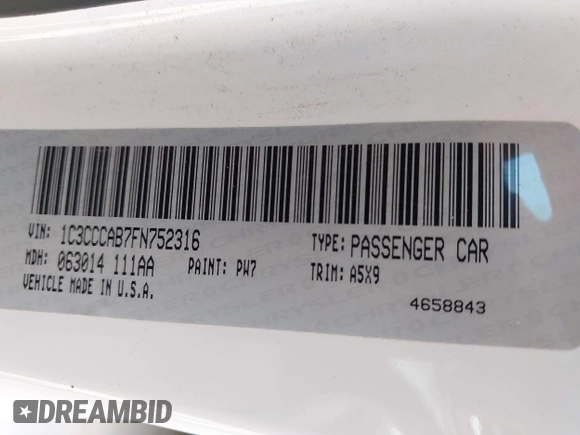 VIN: 1C3CCCAB7FN752316 TYPE: PASSENGER CAR
MDH: 063014 111AA PAINT: PW7 TRIM: A5X9
VEHICLE MADE IN U.S.A.
4658843
DREAMBID